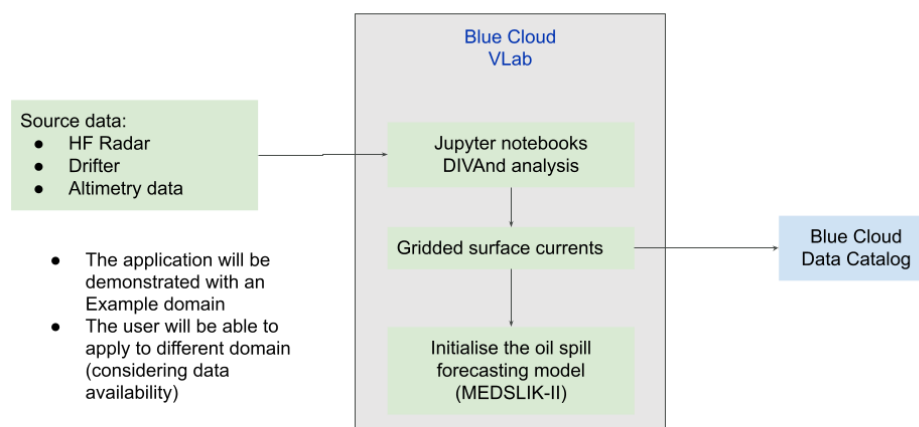 Blue Cloud
VLab
Source data:
● HF Radar
● Drifter
● Altimetry data
Jupyter notebooks
DIVAnd analysis
Gridded surface currents
Blue Cloud
Data Catalog
● The application will be
demonstrated with an
Example domain
● The user will be able to
apply to different domain
(considering data
availability)
Initialise the oil spill
forecasting model
(MEDSLIK-II)